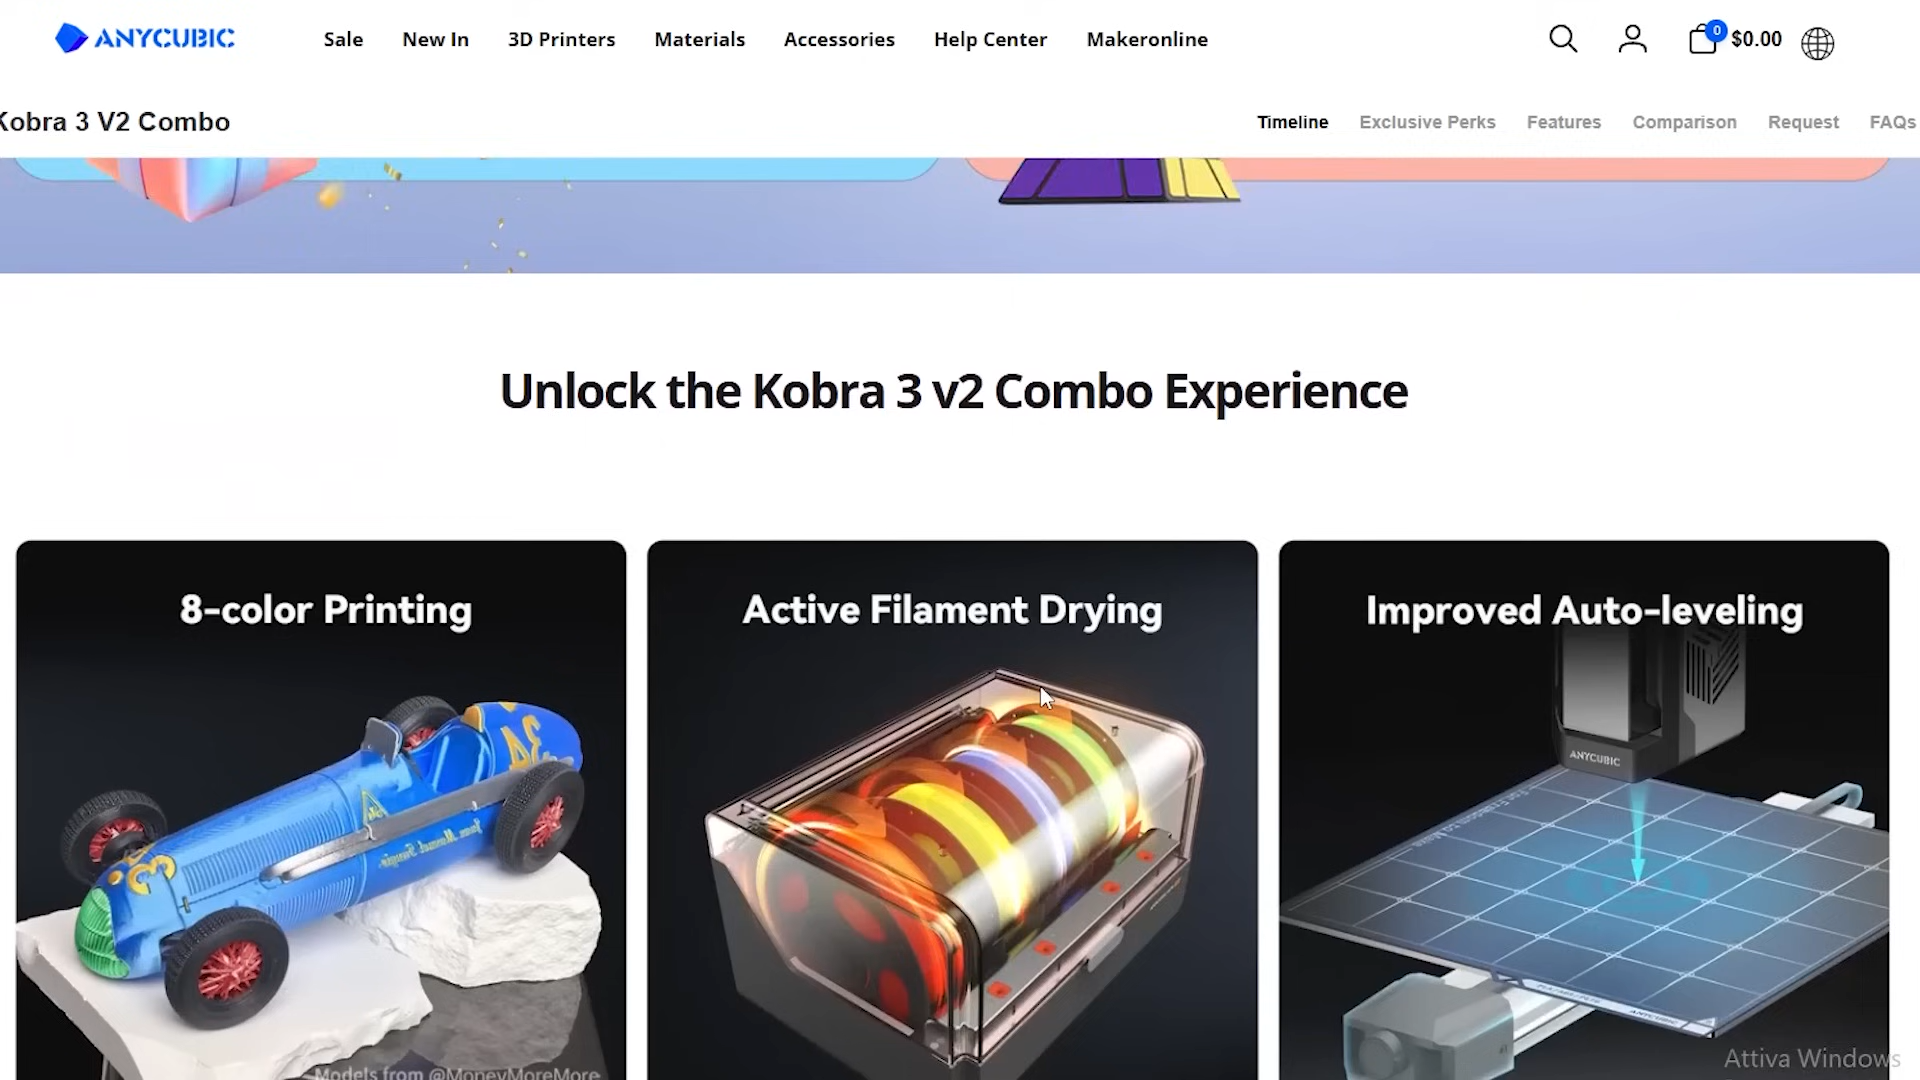 ANYCUBIC
Sale
New In
3D Printers
Materials
Accessories
Help Center
Makeronline
0
$0.00
Kobra 3 V2 Combo
Timeline
Exclusive Perks
Features
Comparison
Request
FAQs
Unlock the Kobra 3 v2 Combo Experience
8-color Printing
Models from @MoneyMoreMore
Active Filament Drying
Improved Auto-leveling
ANYCUBIC
ANYCUBIC
Attiva Windows